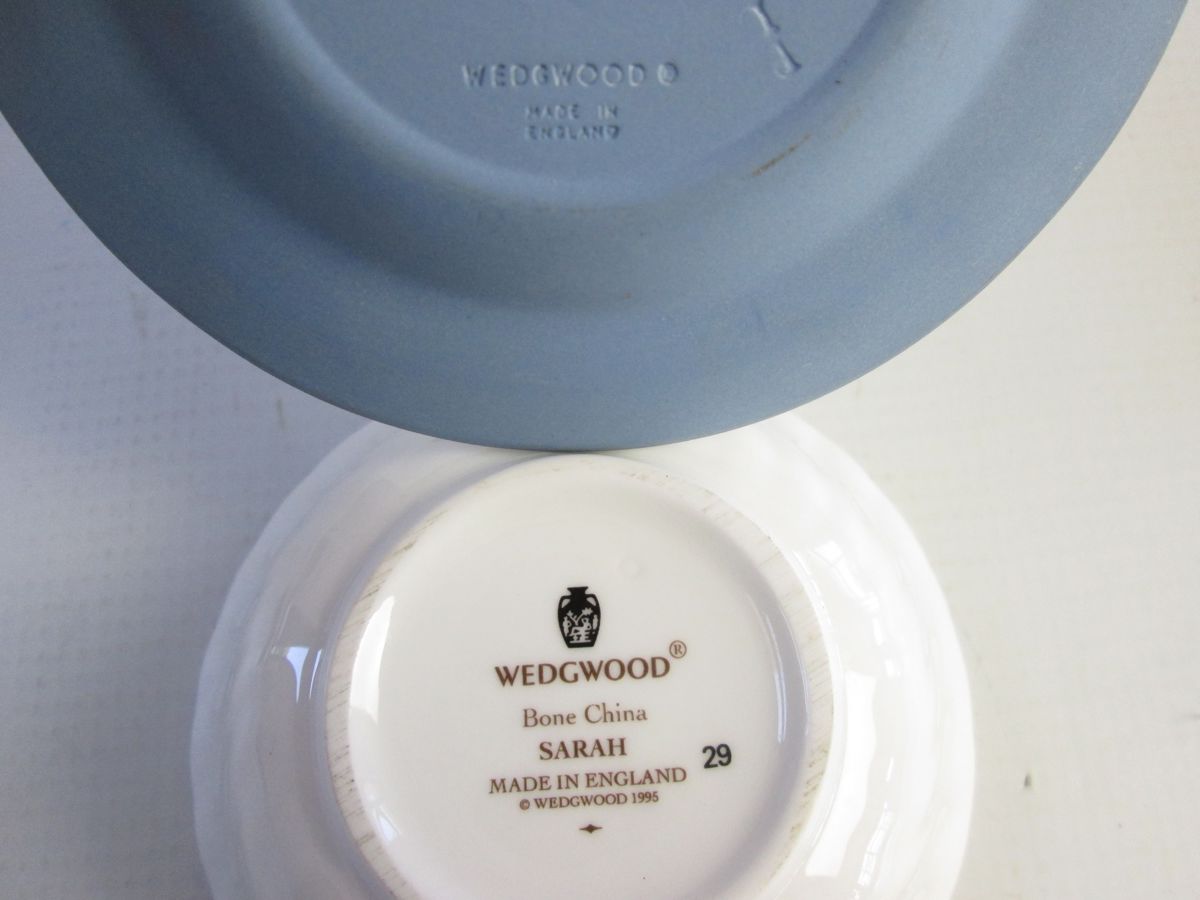 WEDGWOOD
MADE IN
ENGLAND
WEDGWOOD®
Bone China
SARAH
29
MADE IN ENGLAND
© WEDGWOOD 1995